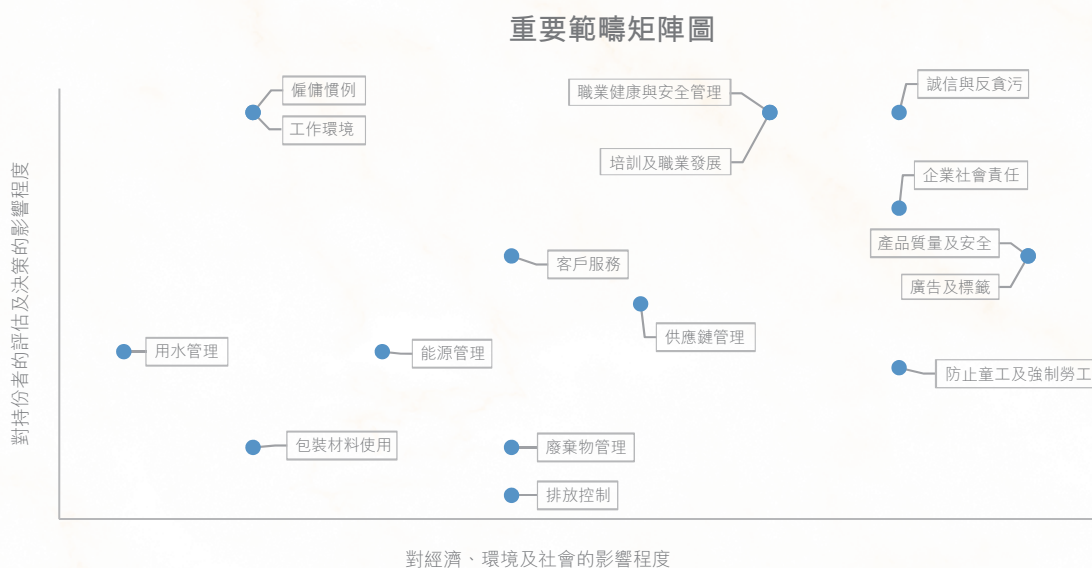 重要範疇矩陣圖
僱傭慣例
工作環境
職業健康與安全管理
培訓及職業發展
誠信與反貪污
企業社會責任
產品質量及安全
廣告及標籤
客戶服務
供應鏈管理
用水管理
能源管理
防止童工及強制勞工
包裝材料使用
廢棄物管理
排放控制
對持份者的評估及決策的影響程度
對經濟、環境及社會的影響程度